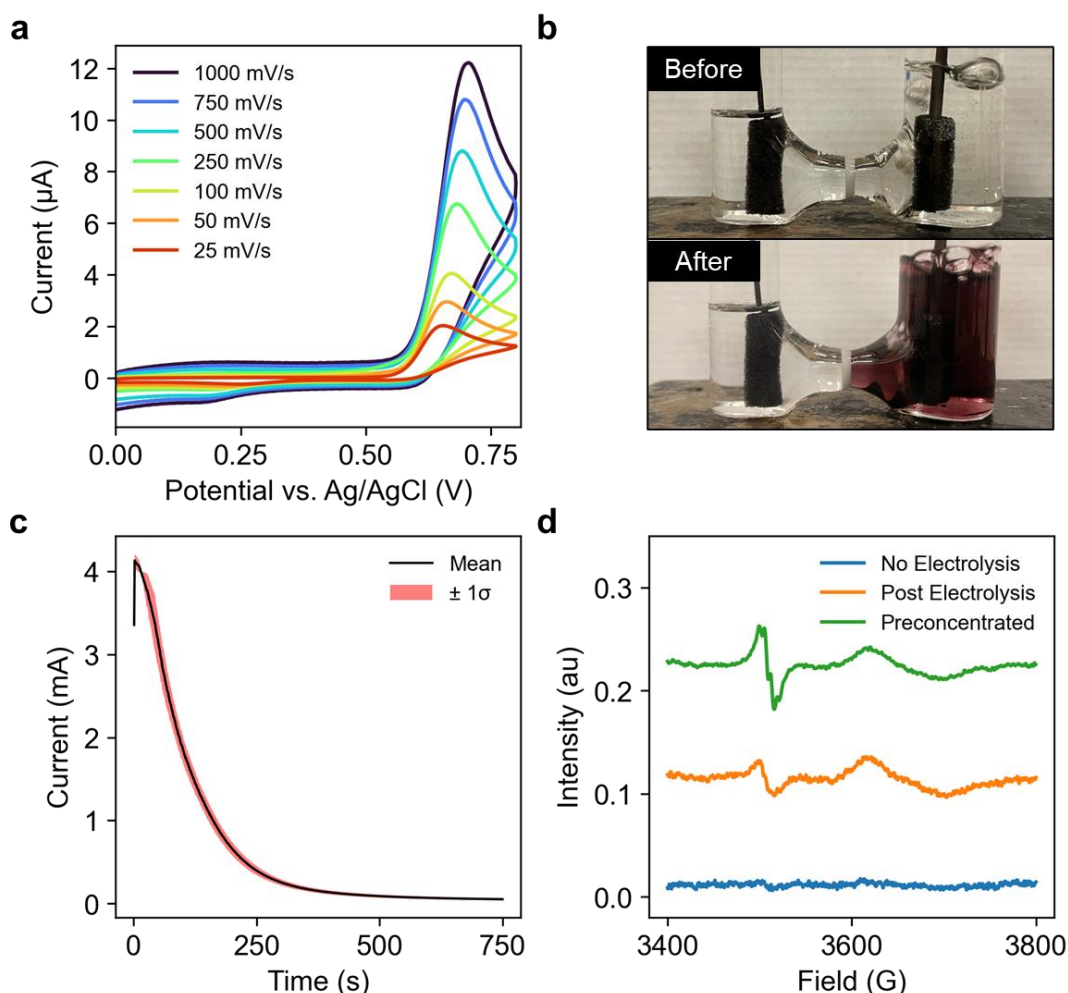 a
12
10
8
6
4
2
0
Current (µA)
1000 mV/s
750 mV/s
500 mV/s
250 mV/s
100 mV/s
50 mV/s
25 mV/s
0.00 0.25 0.50 0.75
Potential vs. Ag/AgCl (V)
b
Before
After
c
4
3
2
1
0
Current (mA)
Mean
± 1σ
0 250 500 750
Time (s)
d
0.3
0.2
0.1
0.0
Intensity (au)
No Electrolysis
Post Electrolysis
Preconcentrated
3400 3600 3800
Field (G)